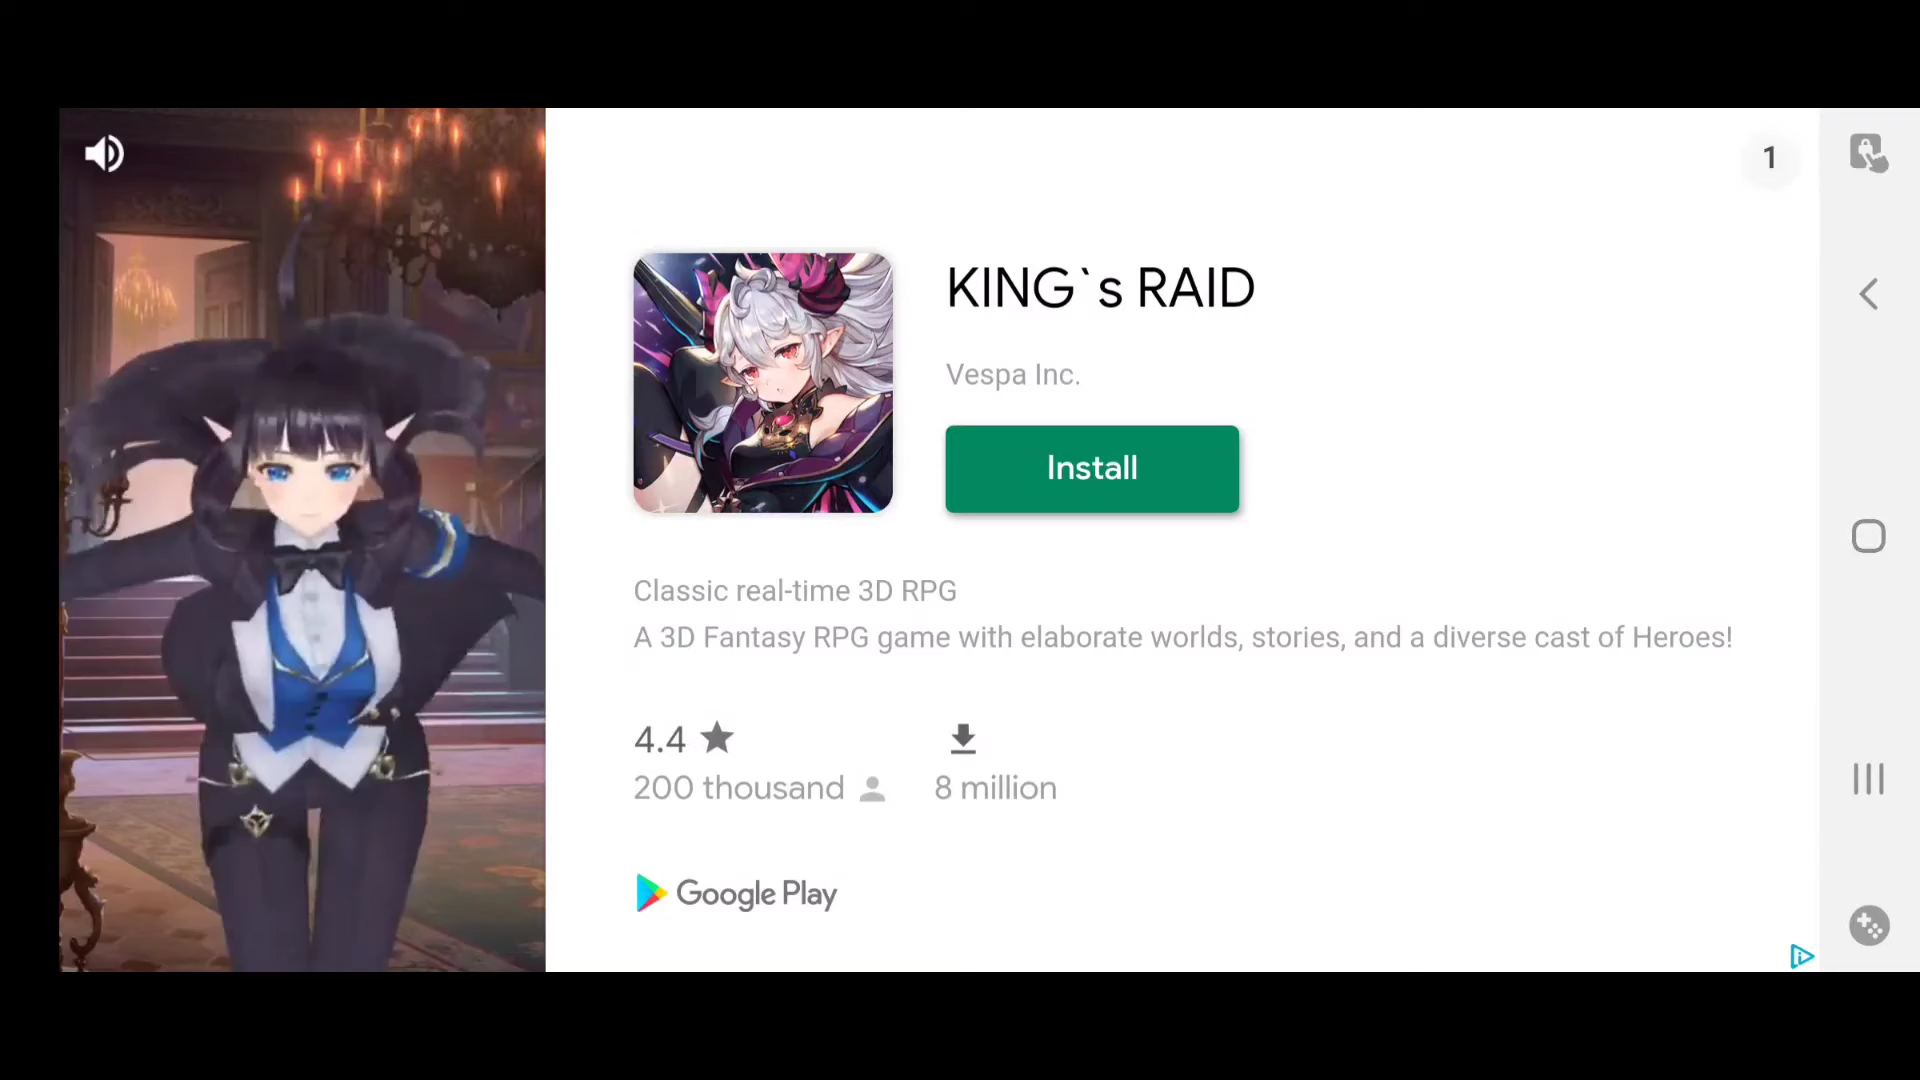 1
KING`s RAID
Vespa Inc.
Install
Classic real-time 3D RPG
A 3D Fantasy RPG game with elaborate worlds, stories, and a diverse cast of Heroes!
4.4
200 thousand
8 million
Google Play